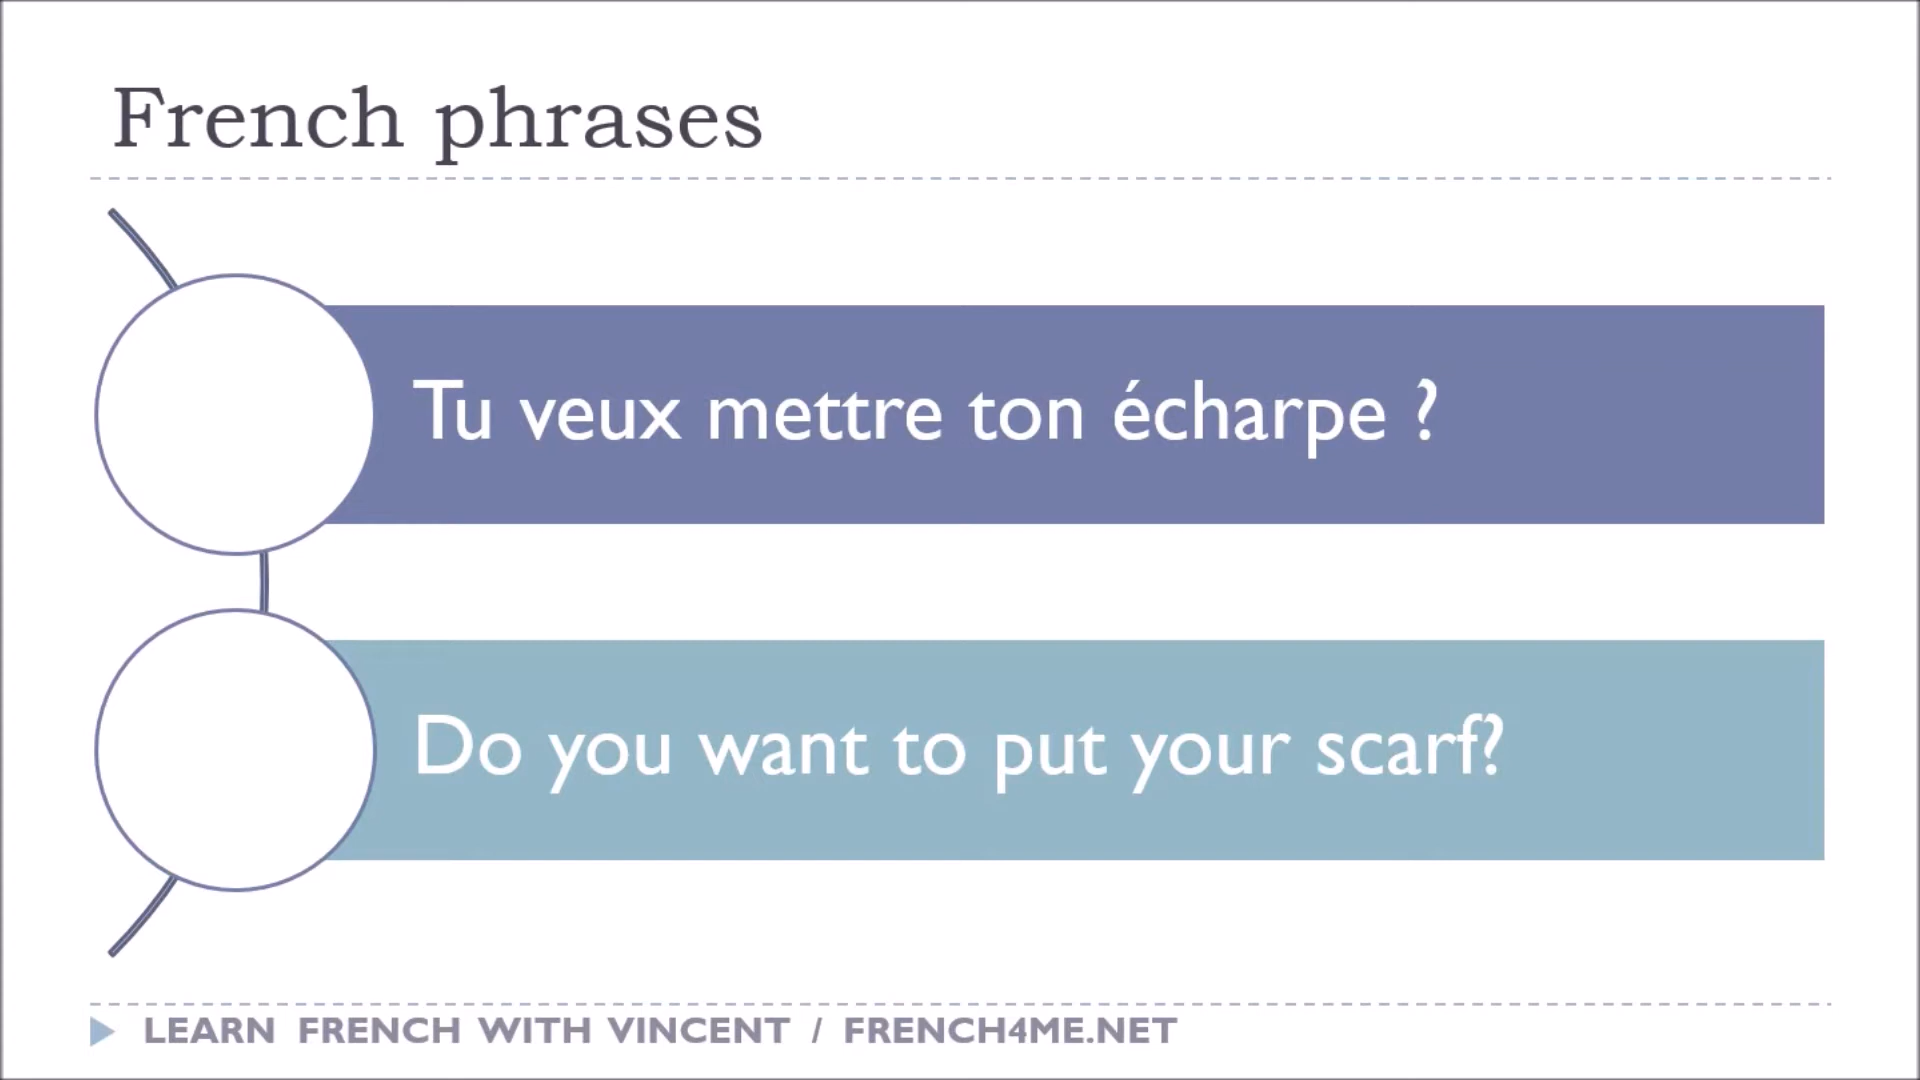 French phrases
Tu veux mettre ton écharpe ?
Do you want to put your scarf?
LEARN FRENCH WITH VINCENT / FRENCH4ME.NET